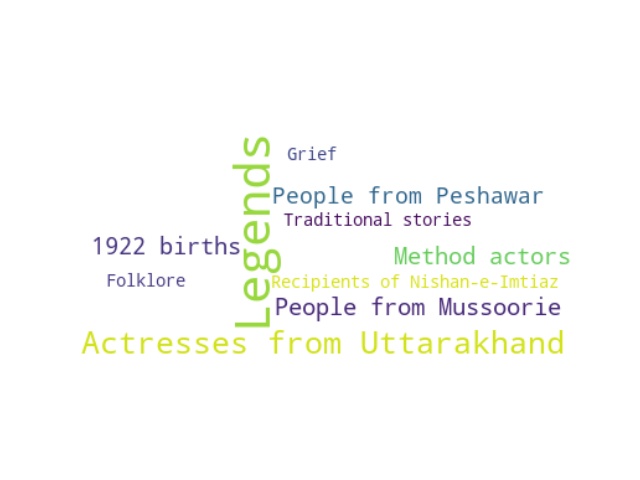 Legends
Grief
People from Peshawar
Traditional stories
1922 births
Method actors
Folklore
Recipients of Nishan-e-Imtiaz
People from Mussoorie
Actresses from Uttarakhand